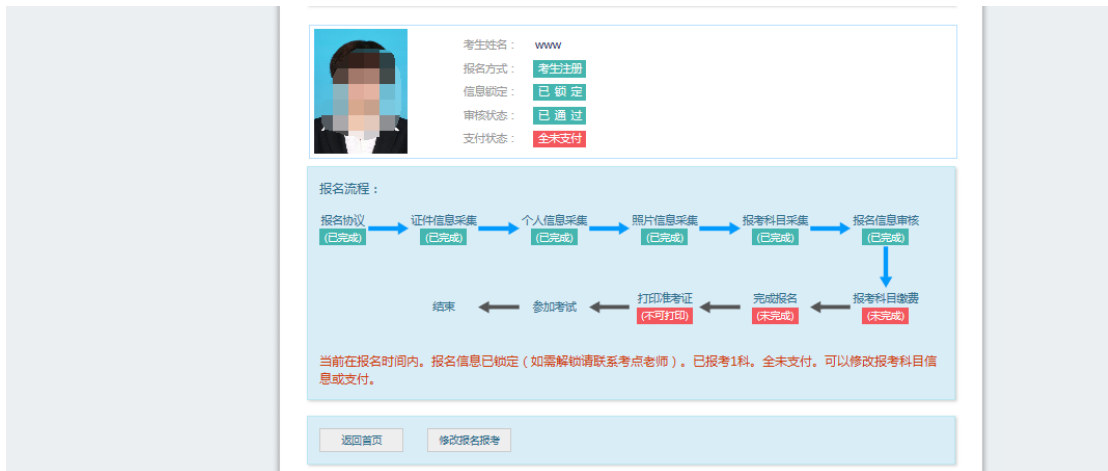 考生姓名： www
报名方式： 考生注册
信息锁定： 已 锁 定
审核状态： 已 通 过
支付状态： 全未支付
报名流程：
报名协议 证件信息采集 个人信息采集 照片信息采集 报考科目采集 报名信息审核
(已完成) (已完成) (已完成) (已完成) (已完成) (已完成)
结束 参加考试 打印准考证 完成报名 报考科目缴费
(不可打印) (未完成) (未完成)
当前在报名时间内。报名信息已锁定（如需解锁请联系考点老师）。已报考1科。全未支付。可以修改报考科目信
息或支付。
返回首页 修改报名报考